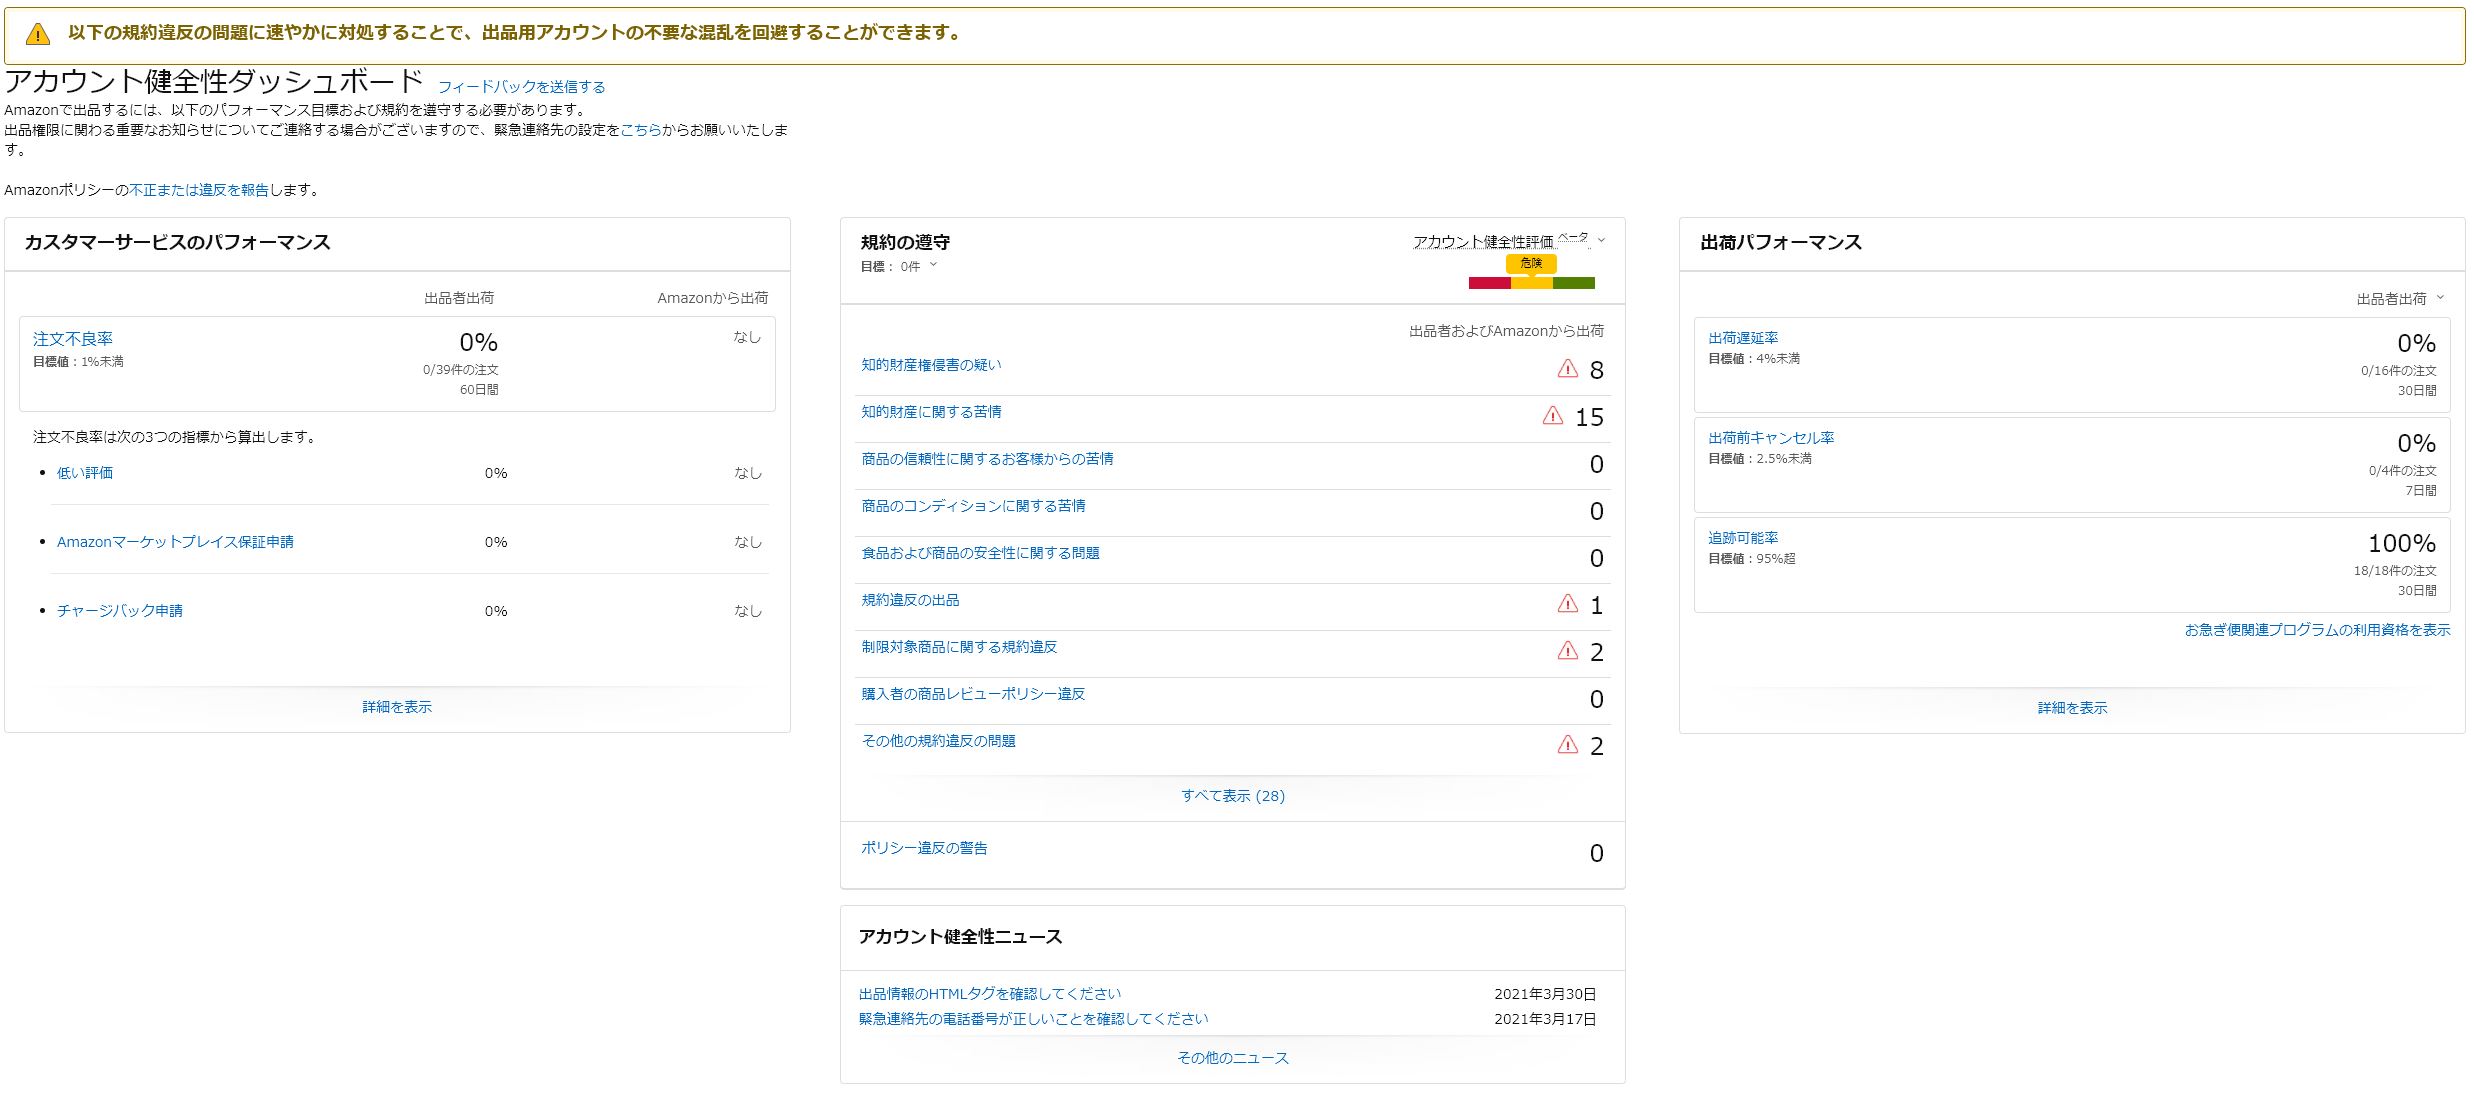 以下の規約違反の問題に速やかに対処することで、出品用アカウントの不要な混乱を回避することができます。
アカウント健全性ダッシュボード フィードバックを送信する
Amazonで出品するには、以下のパフォーマンス目標および規約を遵守する必要があります。
出品権限に関わる重要なお知らせについてご連絡する場合がございますので、緊急連絡先の設定をこちらからお願いいたしま
す。
Amazonポリシーの不正または違反を報告します。
カスタマーサービスのパフォーマンス
出品者出荷 Amazonから出荷
注文不良率 0% なし
目標値：1%未満
0/39件の注文
60日間
注文不良率は次の3つの指標から算出します。
• 低い評価 0% なし
• Amazonマーケットプレイス保証申請 0% なし
• チャージバック申請 0% なし
詳細を表示
規約の遵守 アカウント健全性評価 ベータ
目標： 0件
危険
出品者およびAmazonから出荷
知的財産権侵害の疑い 8
知的財産に関する苦情 15
商品の信頼性に関するお客様からの苦情 0
商品のコンディションに関する苦情 0
食品および商品の安全性に関する問題 0
規約違反の出品 1
制限対象商品に関する規約違反 2
購入者の商品レビューポリシー違反 0
その他の規約違反の問題 2
すべて表示 (28)
ポリシー違反の警告 0
アカウント健全性ニュース
出品情報のHTMLタグを確認してください 2021年3月30日
緊急連絡先の電話番号が正しいことを確認してください 2021年3月17日
その他のニュース
出荷パフォーマンス
出品者出荷
出荷遅延率 0%
目標値：4%未満
0/16件の注文
30日間
出荷前キャンセル率 0%
目標値：2.5%未満
0/4件の注文
7日間
追跡可能率 100%
目標値：95%超
18/18件の注文
30日間
お急ぎ便関連プログラムの利用資格を表示
詳細を表示